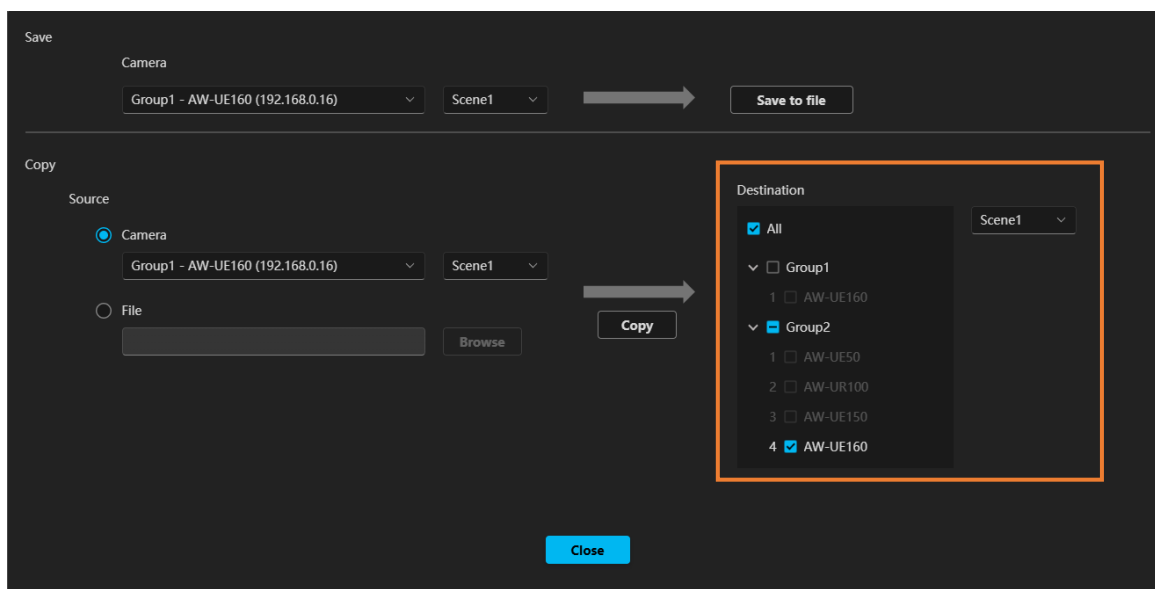 Save
Camera
Group1 - AW-UE160 (192.168.0.16) Scene1 Save to file
Copy
Source
Camera
Group1 - AW-UE160 (192.168.0.16) Scene1
File
Browse
Copy
Destination
All Scene1
Group1
1 AW-UE160
Group2
1 AW-UE50
2 AW-UR100
3 AW-UE150
4 AW-UE160
Close